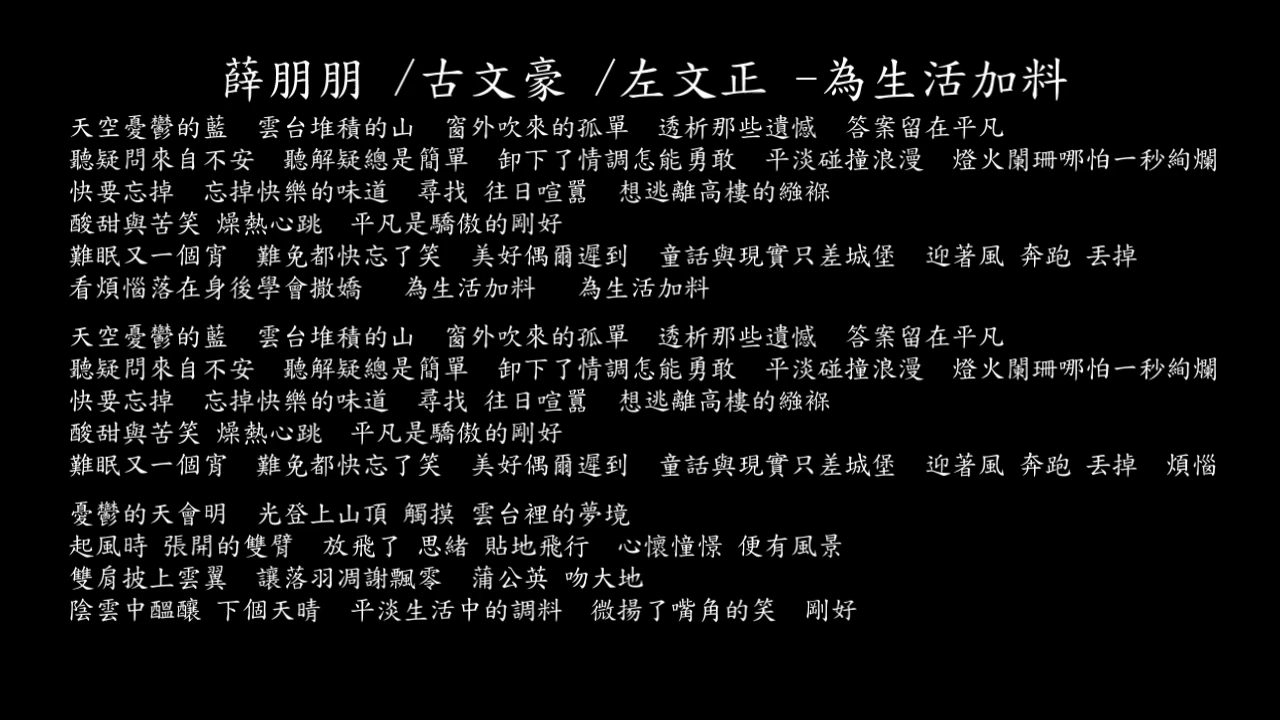 薛朋朋 /古文豪 /左文正 -為生活加料
天空憂鬱的藍　雲台堆積的山　窗外吹來的孤單　透析那些遺憾　答案留在平凡
聽疑問來自不安　聽解疑總是簡單　卸下了情調怎能勇敢　平淡碰撞浪漫　燈火闌珊哪怕一秒絢爛
快要忘掉　忘掉快樂的味道　尋找 往日喧囂　想逃離高樓的繈褓
酸甜與苦笑 燥熱心跳　平凡是驕傲的剛好
難眠又一個宵　難免都快忘了笑　美好偶爾遲到　童話與現實只差城堡　迎著風 奔跑 丟掉
看煩惱落在身後學會撒嬌　為生活加料　為生活加料
天空憂鬱的藍　雲台堆積的山　窗外吹來的孤單　透析那些遺憾　答案留在平凡
聽疑問來自不安　聽解疑總是簡單　卸下了情調怎能勇敢　平淡碰撞浪漫　燈火闌珊哪怕一秒絢爛
快要忘掉　忘掉快樂的味道　尋找 往日喧囂　想逃離高樓的繈褓
酸甜與苦笑 燥熱心跳　平凡是驕傲的剛好
難眠又一個宵　難免都快忘了笑　美好偶爾遲到　童話與現實只差城堡　迎著風 奔跑 丟掉　煩惱
憂鬱的天會明　光登上山頂 觸摸 雲台裡的夢境
起風時 張開的雙臂　放飛了 思緒 貼地飛行　心懷憧憬 便有風景
雙肩披上雲翼　讓落羽凋謝飄零　蒲公英 吻大地
陰雲中醞釀 下個天晴　平淡生活中的調料　微揚了嘴角的笑　剛好